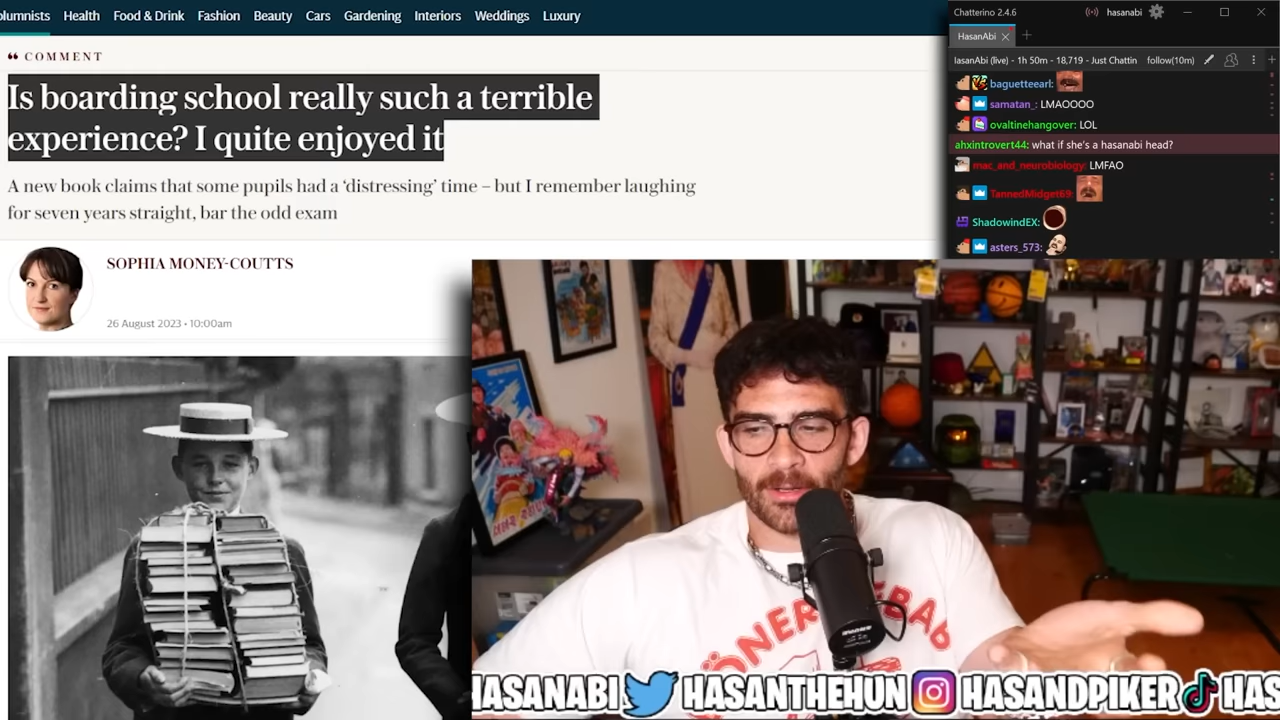 olumnists Health Food & Drink Fashion Beauty Cars Gardening Interiors Weddings Luxury
COMMENT
Is boarding school really such a terrible
experience? I quite enjoyed it
A new book claims that some pupils had a ‘distressing’ time – but I remember laughing
for seven years straight, bar the odd exam
SOPHIA MONEY-COUTTS
26 August 2023 • 10:00am
Chatterino 2.4.6 hasanabi
HasanAbi
lasanAbi (live) - 1h 50m - 18,719 - Just Chattin follow(10m)
baguetteearl:
samatan_: LMAOOOO
ovaltinehangover: LOL
ahxintrovert44: what if she's a hasanabi head?
mac_and_neurobiology: LMFAO
TannedMidget69:
ShadowindEX:
asters_573:
ÖNER EBAb
HASANABI HASANTHEHUN HASANDPIKER HAS